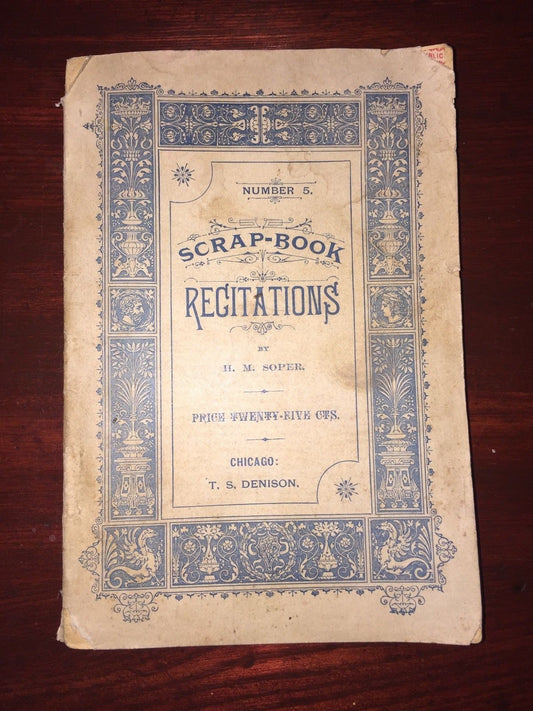 NUMBER 5.
SCRAP-BOOK
RECITATIONS
BY
H. M. SOPER.
PRICE TWENTY-FIVE CTS.
CHICAGO:
T. S. DENISON.